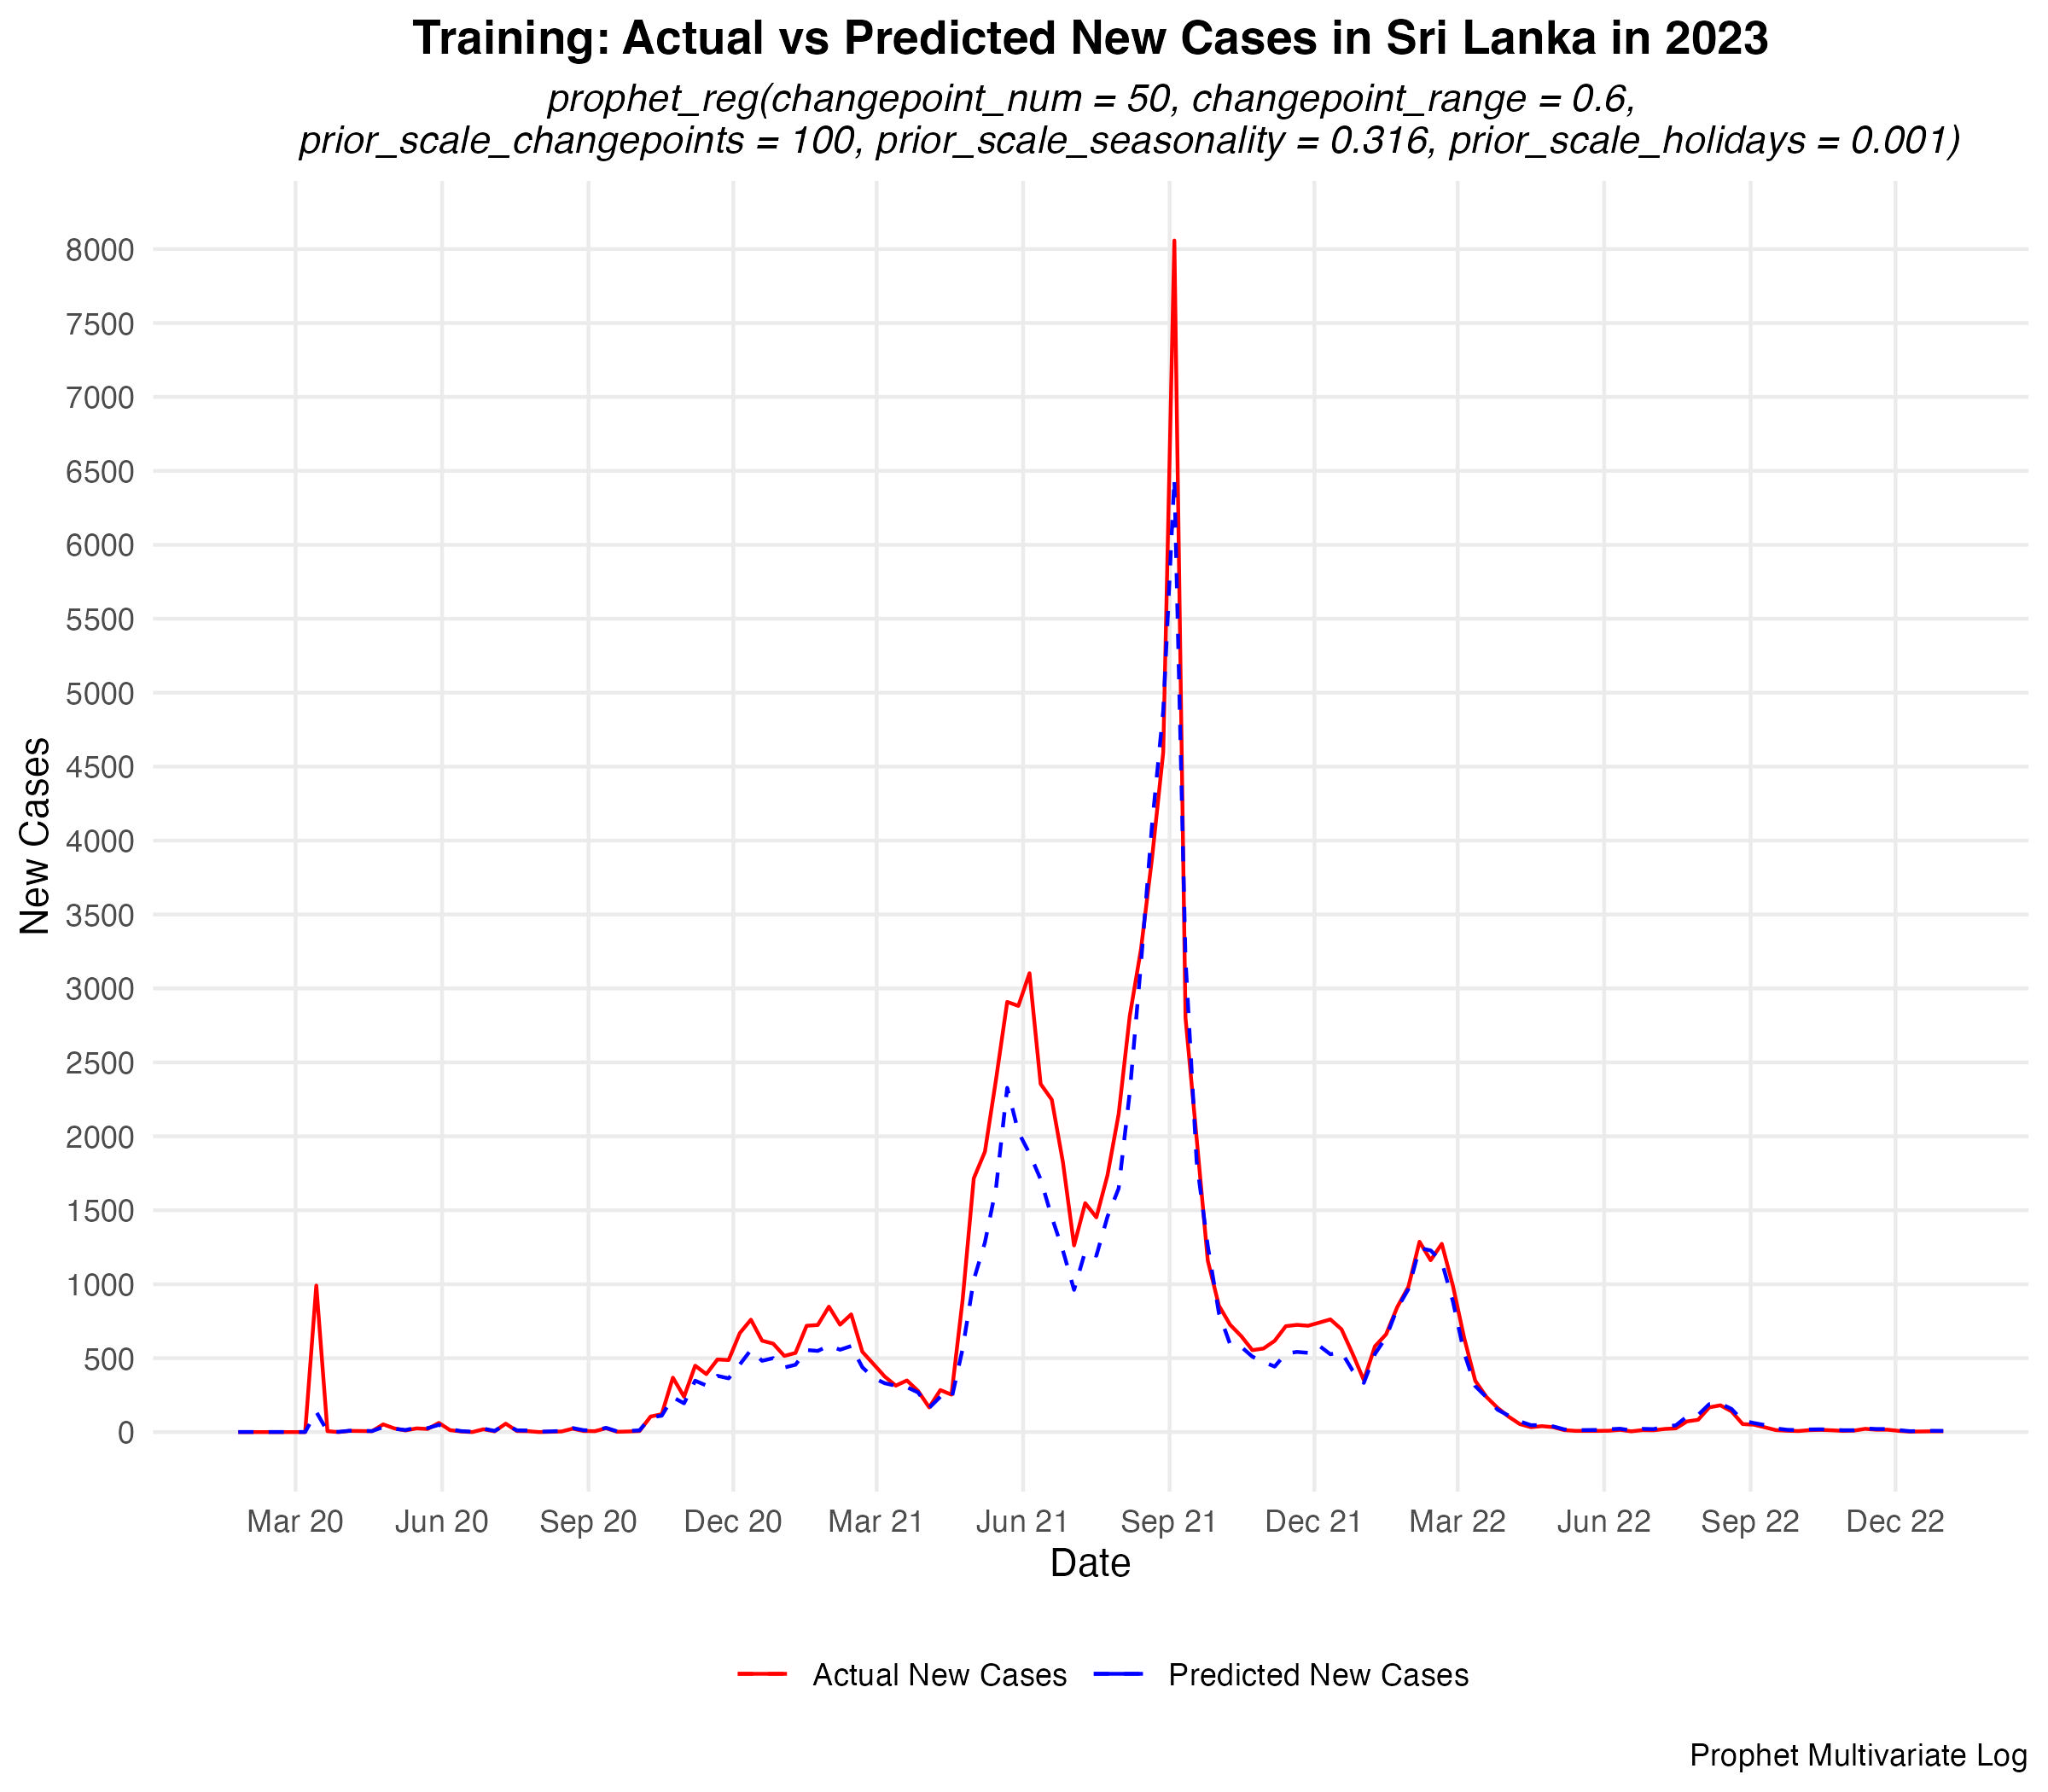 Training: Actual vs Predicted New Cases in Sri Lanka in 2023
prophet_reg(changepoint_num = 50, changepoint_range = 0.6,
prior_scale_changepoints = 100, prior_scale_seasonality = 0.316, prior_scale_holidays = 0.001)
8000
7500
7000
6500
6000
5500
5000
4500
4000
3500
3000
2500
2000
1500
1000
500
0
New Cases
Mar 20 Jun 20 Sep 20 Dec 20 Mar 21 Jun 21 Sep 21 Dec 21 Mar 22 Jun 22 Sep 22 Dec 22
Date
Actual New Cases Predicted New Cases
Prophet Multivariate Log